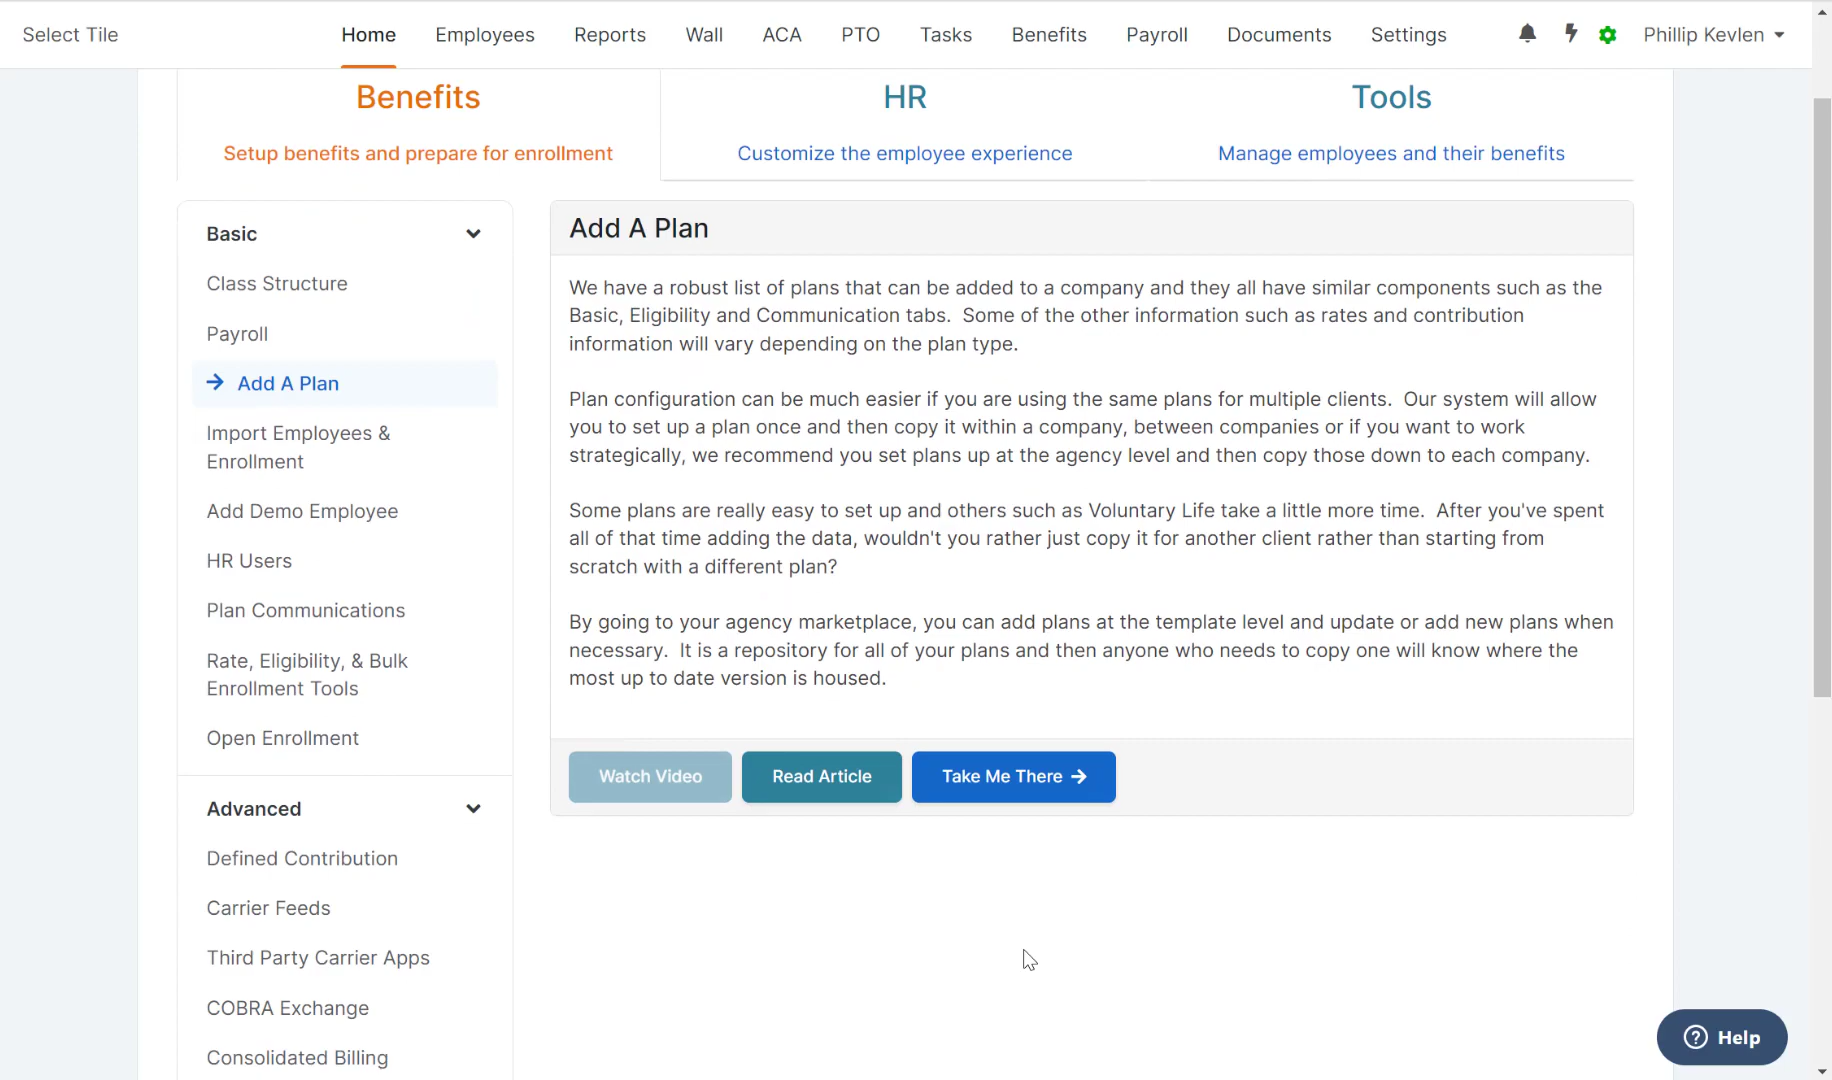 Select Tile
Home
Employees
Reports
Wall
ACA
PTO
Tasks
Benefits
Payroll
Documents
Settings
Phillip Kevlen
Benefits
Setup benefits and prepare for enrollment
HR
Customize the employee experience
Tools
Manage employees and their benefits
Basic
Class Structure
Payroll
Add A Plan
Import Employees &
Enrollment
Add Demo Employee
HR Users
Plan Communications
Rate, Eligibility, & Bulk
Enrollment Tools
Open Enrollment
Advanced
Defined Contribution
Carrier Feeds
Third Party Carrier Apps
COBRA Exchange
Consolidated Billing
Add A Plan
We have a robust list of plans that can be added to a company and they all have similar components such as the
Basic, Eligibility and Communication tabs.  Some of the other information such as rates and contribution
information will vary depending on the plan type.
Plan configuration can be much easier if you are using the same plans for multiple clients.  Our system will allow
you to set up a plan once and then copy it within a company, between companies or if you want to work
strategically, we recommend you set plans up at the agency level and then copy those down to each company.
Some plans are really easy to set up and others such as Voluntary Life take a little more time.  After you've spent
all of that time adding the data, wouldn't you rather just copy it for another client rather than starting from
scratch with a different plan?
By going to your agency marketplace, you can add plans at the template level and update or add new plans when
necessary.  It is a repository for all of your plans and then anyone who needs to copy one will know where the
most up to date version is housed.
Watch Video
Read Article
Take Me There
Help